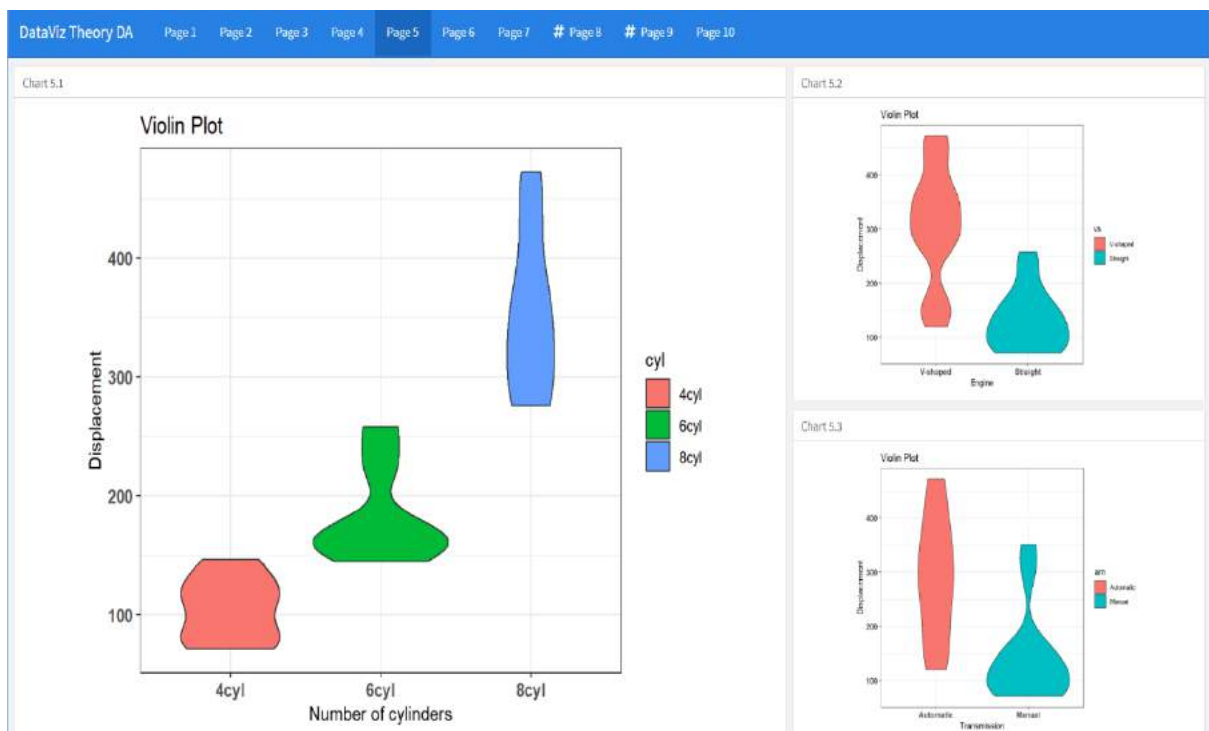 DataViz Theory DA Page 1 Page 2 Page 3 Page 4 Page 5 Page 6 Page 7 # Page 8 # Page 9 Page 10
Chart 5.1
Violin Plot
400
300
200
100
Displacement
4cyl 6cyl 8cyl
Number of cylinders
cyl
4cyl
6cyl
8cyl
Chart 5.2
Violin Plot
400
300
200
100
Displacement
V-shaped Straight
Engine
vs
V-shaped
Straight
Chart 5.3
Violin Plot
400
300
200
100
Displacement
Automatic Manual
Transmission
am
Automatic
Manual